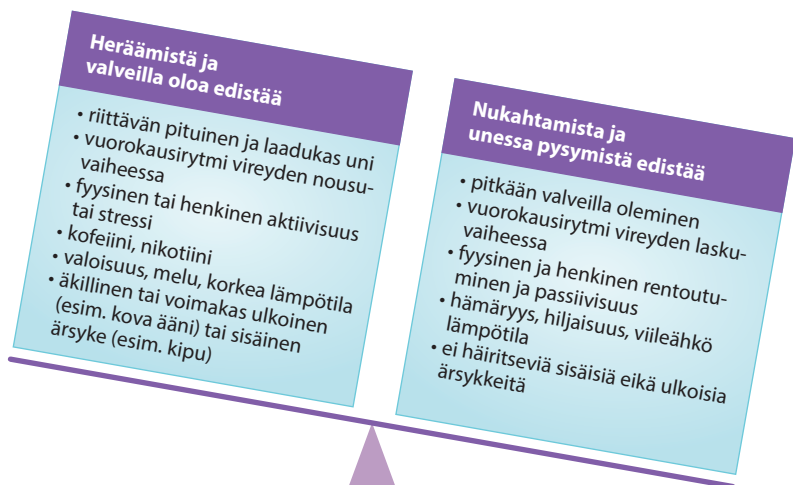 Heräämistä ja
valveilla oloa edistää
• riittävän pituinen ja laadukas uni
• vuorokausirytmi vireyden nousu-
vaiheessa
• fyysinen tai henkinen aktiivisuus
tai stressi
• kofeiini, nikotiini
• valoisuus, melu, korkea lämpötila
• äkillinen tai voimakas ulkoinen
(esim. kova ääni) tai sisäinen
ärsyke (esim. kipu)
Nukahtamista ja
unessa pysymistä edistää
• pitkään valveilla oleminen
• vuorokausirytmi vireyden lasku-
vaiheessa
• fyysinen ja henkinen rentoutu-
minen ja passiivisuus
• hämäryys, hiljaisuus, viileähkö
lämpötila
• ei häiritseviä sisäisiä eikä ulkoisia
ärsykkeitä